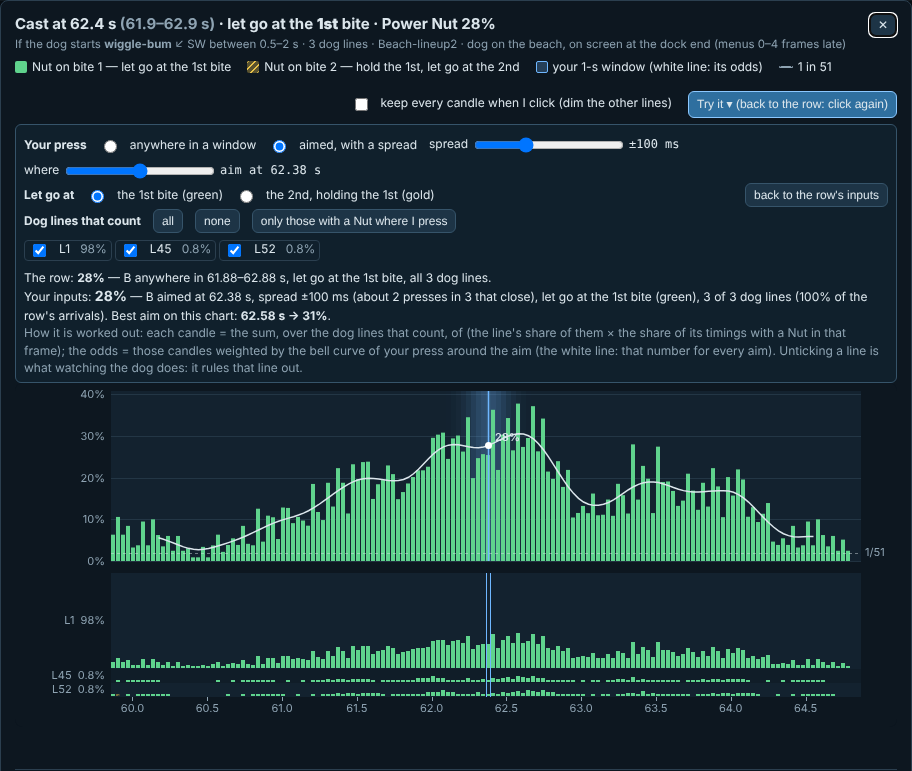 Cast at 62.4 s (61.9–62.9 s) · let go at the 1st bite · Power Nut 28%
×
If the dog starts wiggle-bum ↙ SW between 0.5–2 s · 3 dog lines · Beach-lineup2 · dog on the beach, on screen at the dock end (menus 0–4 frames late)
Nut on bite 1 — let go at the 1st bite
Nut on bite 2 — hold the 1st, let go at the 2nd
your 1-s window (white line: its odds)
1 in 51
keep every candle when I click (dim the other lines)
Try it ▾ (back to the row: click again)
Your press anywhere in a window aimed, with a spread spread ±100 ms
where aim at 62.38 s
Let go at the 1st bite (green) the 2nd, holding the 1st (gold)
back to the row's inputs
Dog lines that count all none only those with a Nut where I press
L1 98% L45 0.8% L52 0.8%
The row: 28% — B anywhere in 61.88–62.88 s, let go at the 1st bite, all 3 dog lines.
Your inputs: 28% — B aimed at 62.38 s, spread ±100 ms (about 2 presses in 3 that close), let go at the 1st bite (green), 3 of 3 dog lines (100% of the
row's arrivals). Best aim on this chart: 62.58 s → 31%.
How it is worked out: each candle = the sum, over the dog lines that count, of (the line's share of them × the share of its timings with a Nut in that
frame); the odds = those candles weighted by the bell curve of your press around the aim (the white line: that number for every aim). Unticking a line is
what watching the dog does: it rules that line out.
40%
30%
28%
20%
10%
0%
1/51
L1 98%
L45 0.8%
L52 0.8%
60.0 60.5 61.0 61.5 62.0 62.5 63.0 63.5 64.0 64.5